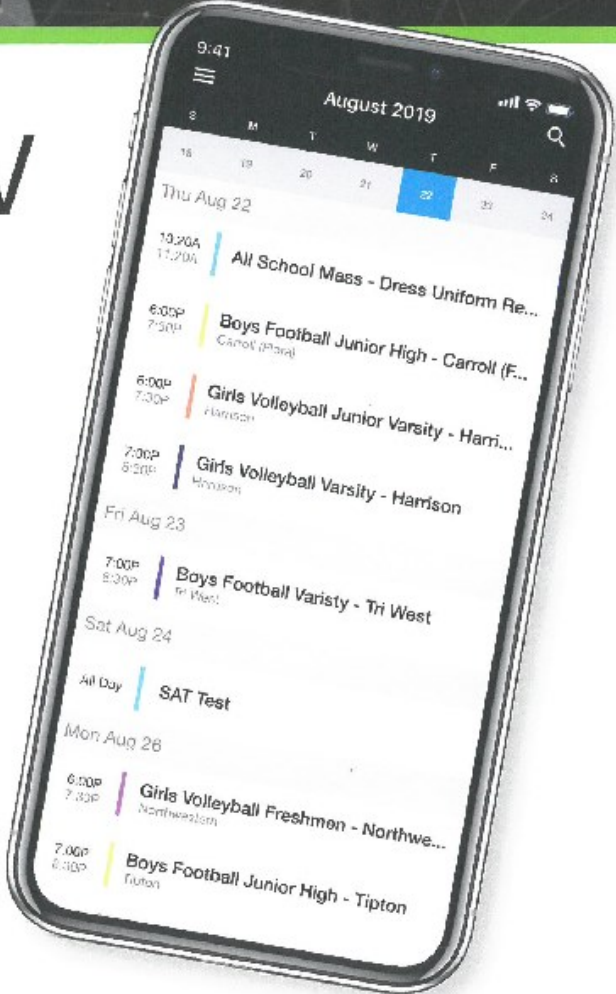 9:41
August 2019
S M T W T F S
18 19 20 21 22 23 24
Thu Aug 22
10:20A
11:20A
All School Mass - Dress Uniform Re...
6:00P
7:30P
Boys Football Junior High - Carroll (F...
Carroll (Flora)
6:00P
7:30P
Girls Volleyball Junior Varsity - Harri...
Harrison
7:00P
8:30P
Girls Volleyball Varsity - Harrison
Harrison
Fri Aug 23
7:00P
8:30P
Boys Football Varisty - Tri West
Tri West
Sat Aug 24
All Day
SAT Test
Mon Aug 26
6:00P
7:30P
Girls Volleyball Freshmen - Northwe...
Northwestern
7:00P
8:30P
Boys Football Junior High - Tipton
Tipton